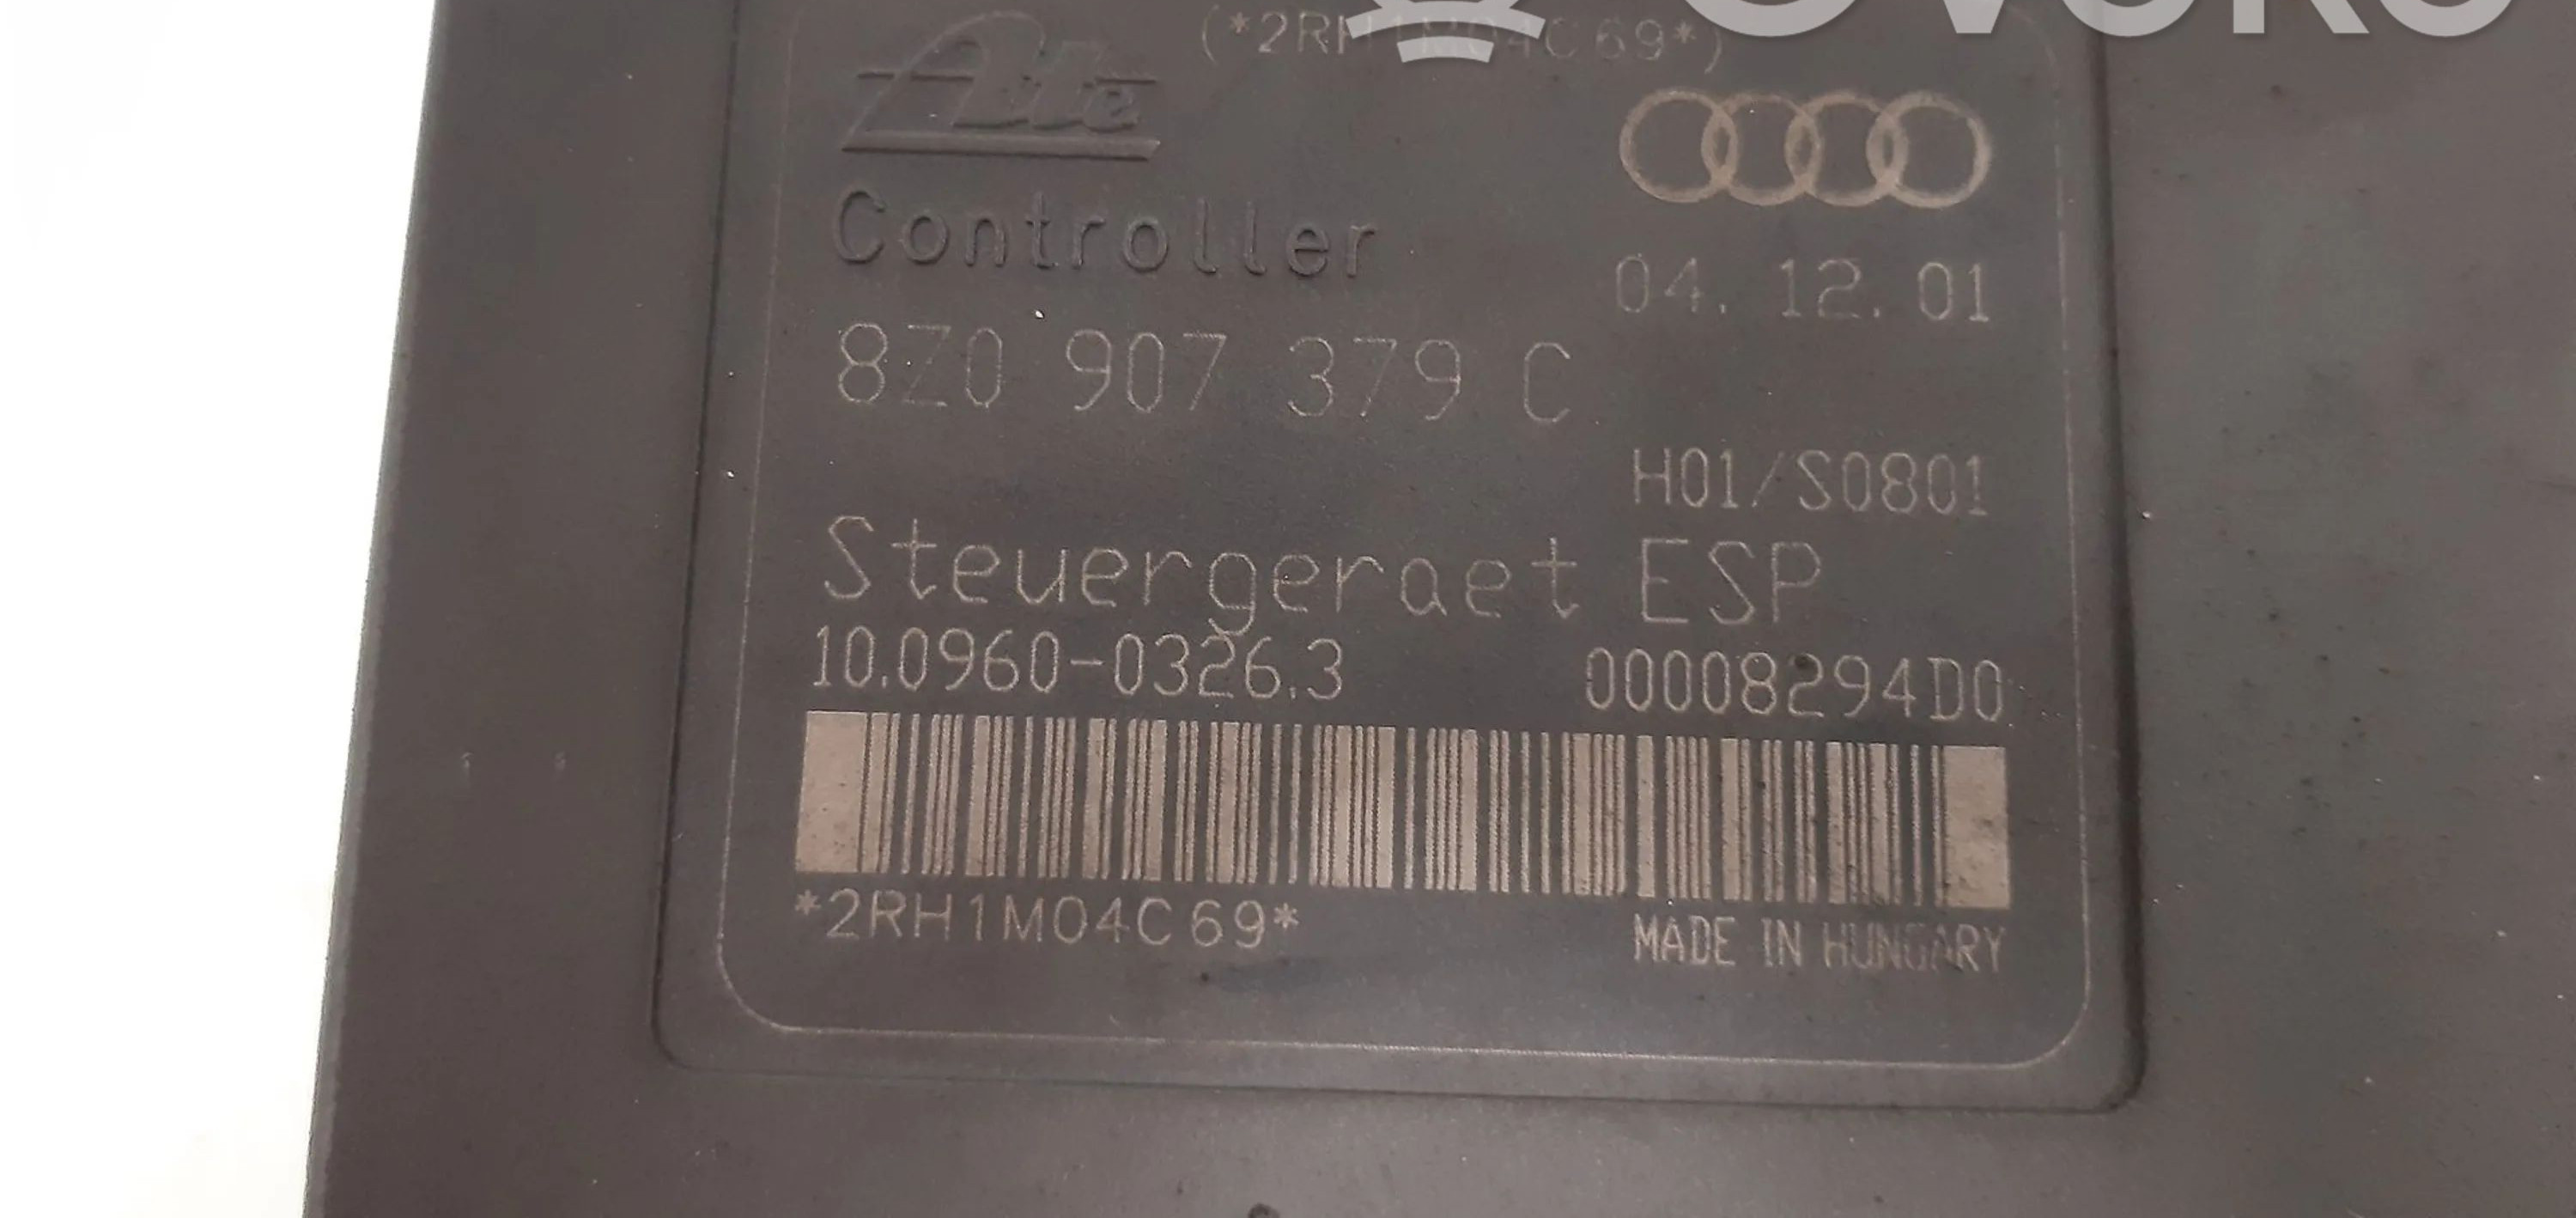 (*2RH1M04C69*)
Ate
Controller
04.12.01
8Z0 907 379 C
H01/S0801
Steuergeraet ESP
10.0960-0326.3 00008294D0
*2RH1M04C69*
MADE IN HUNGARY